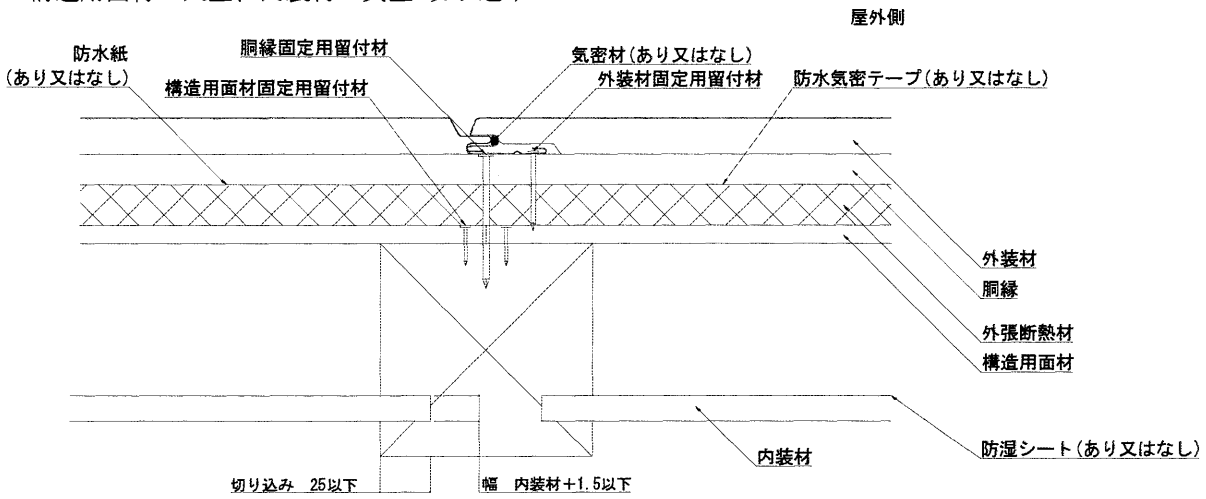 屋外側
防水紙
(あり又はなし)
胴縁固定用留付材
構造用面材固定用留付材
気密材(あり又はなし)
外装材固定用留付材
防水気密テープ(あり又はなし)
外装材
胴縁
外張断熱材
構造用面材
防湿シート(あり又はなし)
内装材
切り込み 25以下
幅 内装材+1.5以下